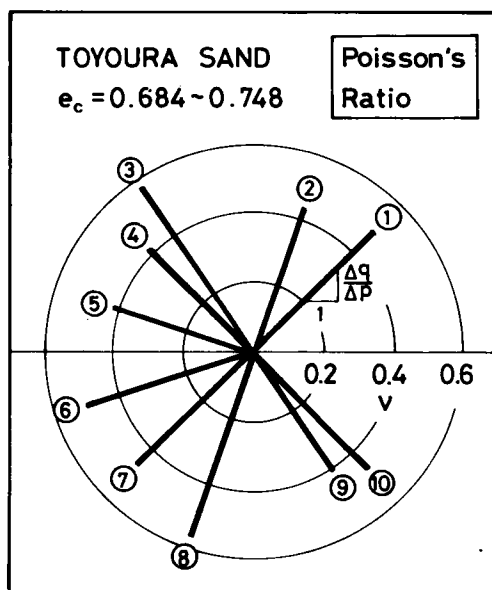 TOYOURA SAND
e_c = 0.684 ~ 0.748
Poisson's
Ratio
③
②
①
④
Δq
ΔP
1
⑤
0.2
0.4
0.6
ν
⑥
⑦
⑨
⑩
⑧